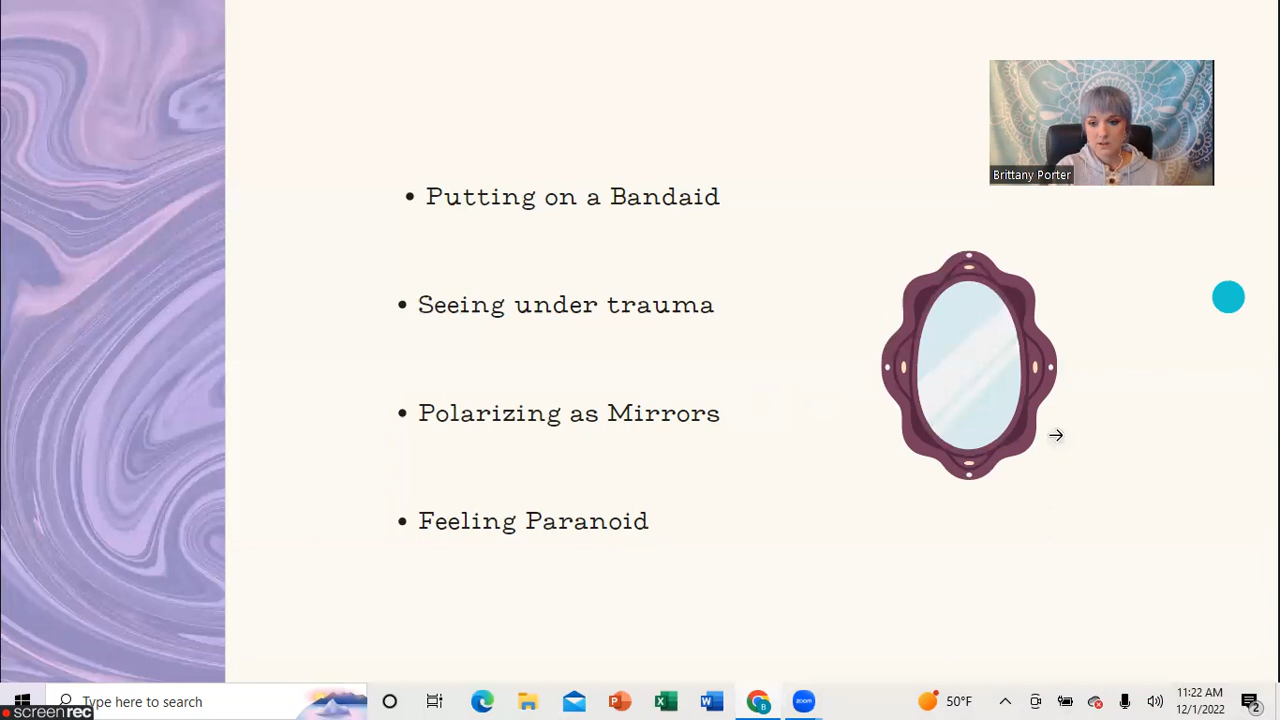 Brittany Porter
• Putting on a Bandaid
• Seeing under trauma
• Polarizing as Mirrors
• Feeling Paranoid
Type here to search
50°F
11:22 AM
12/1/2022
2
screenrec